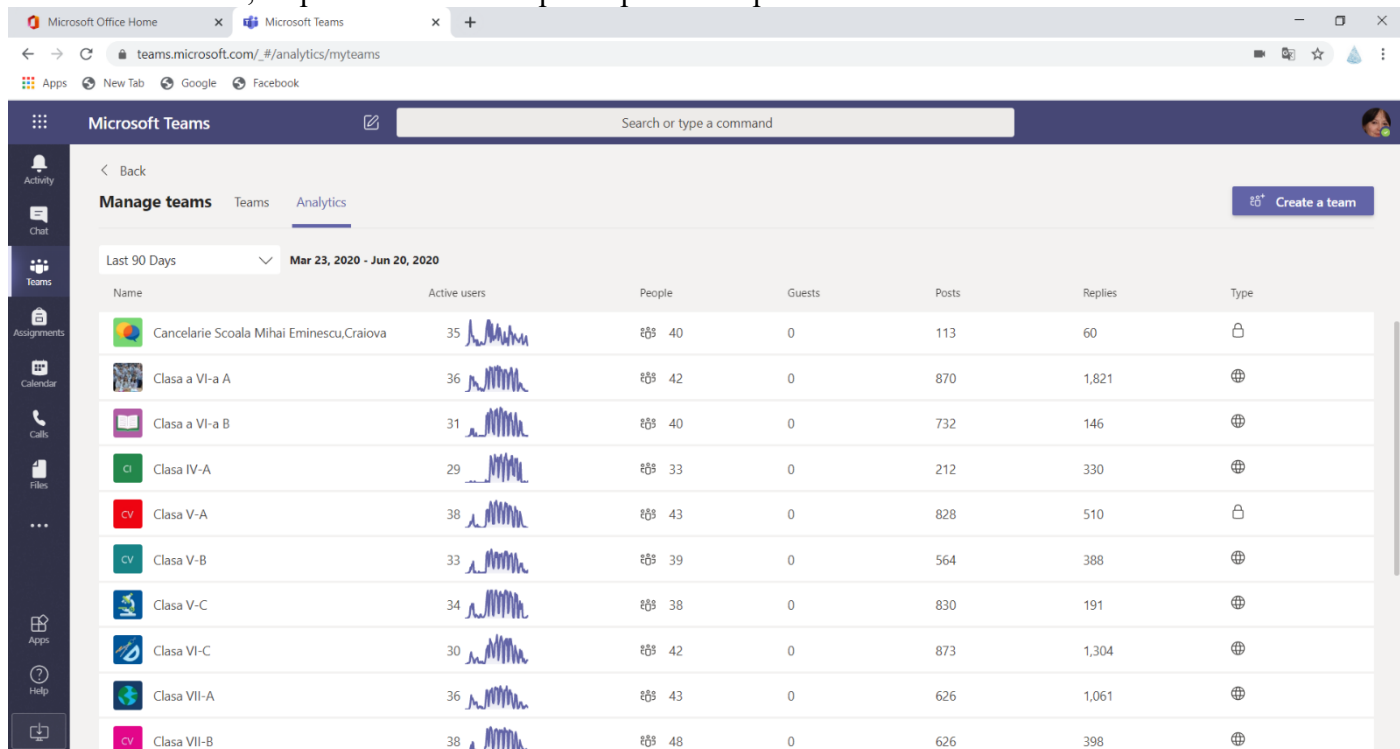 Microsoft Office Home
Microsoft Teams
teams.microsoft.com/_#/analytics/myteams
Apps New Tab Google Facebook
Microsoft Teams
Search or type a command
Activity
Chat
Teams
Assignments
Calendar
Calls
Files
Apps
Help
Back
Manage teams Teams Analytics
Create a team
Last 90 Days Mar 23, 2020 - Jun 20, 2020
Name Active users People Guests Posts Replies Type
Cancelarie Scoala Mihai Eminescu,Craiova 35 40 0 113 60
Clasa a VI-a A 36 42 0 870 1,821
Clasa a VI-a B 31 40 0 732 146
CI Clasa IV-A 29 33 0 212 330
CV Clasa V-A 38 43 0 828 510
CV Clasa V-B 33 39 0 564 388
Clasa V-C 34 38 0 830 191
Clasa VI-C 30 42 0 873 1,304
Clasa VII-A 36 43 0 626 1,061
CV Clasa VII-B 38 48 0 626 398